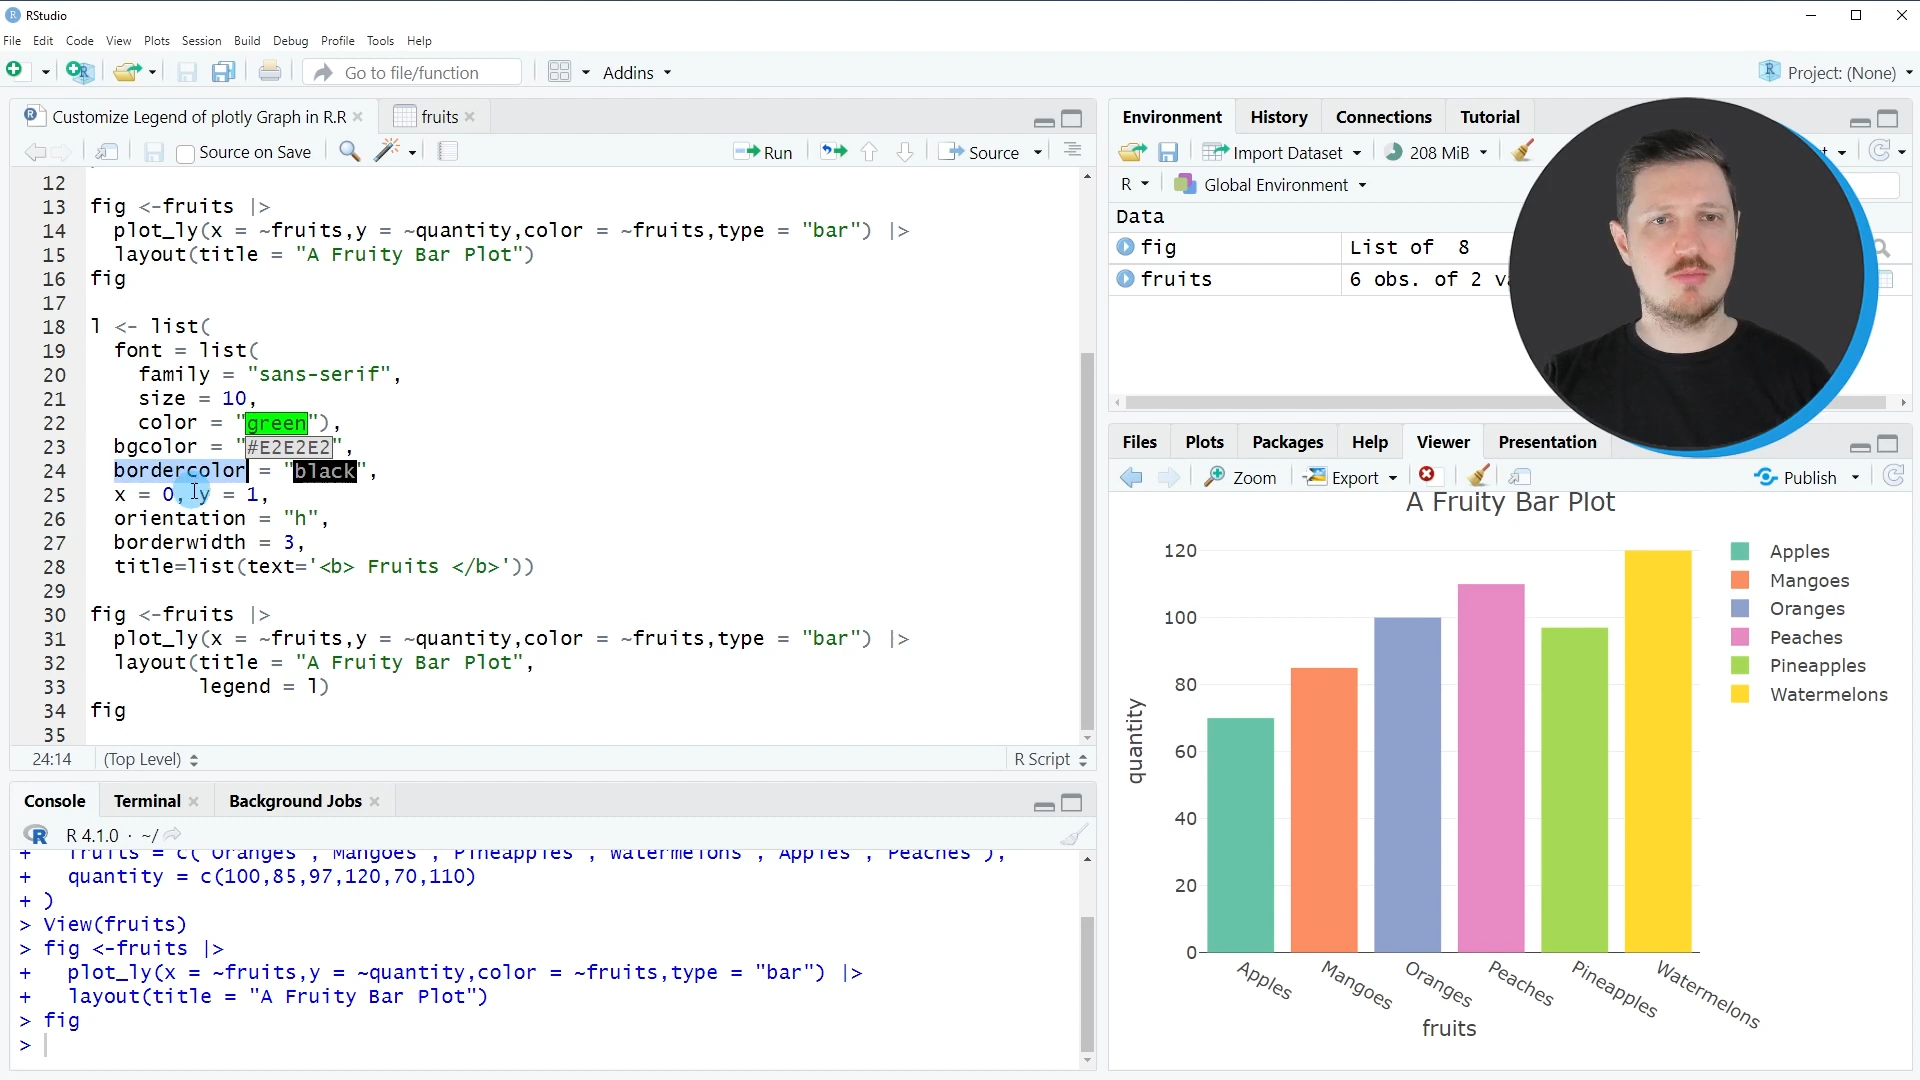 RStudio
File Edit Code View Plots Session Build Debug Profile Tools Help
Go to file/function Addins Project: (None)
Customize Legend of plotly Graph in R.R fruits
Source on Save Run Source
12
13 fig <-fruits |>
14 plot_ly(x = ~fruits,y = ~quantity,color = ~fruits,type = "bar") |>
15 layout(title = "A Fruity Bar Plot")
16 fig
17
18 l <- list(
19 font = list(
20 family = "sans-serif",
21 size = 10,
22 color = "green"),
23 bgcolor = "#E2E2E2",
24 bordercolor = "black",
25 x = 0, y = 1,
26 orientation = "h",
27 borderwidth = 3,
28 title=list(text='<b> Fruits </b>'))
29
30 fig <-fruits |>
31 plot_ly(x = ~fruits,y = ~quantity,color = ~fruits,type = "bar") |>
32 layout(title = "A Fruity Bar Plot",
33 legend = l)
34 fig
35
24:14 (Top Level) R Script
Console Terminal Background Jobs
R 4.1.0 · ~/
+ fruits = c("Oranges", "Mangoes", "Pineapples", "Watermelons", "Apples", "Peaches"),
+ quantity = c(100,85,97,120,70,110)
+ )
> View(fruits)
> fig <-fruits |>
+ plot_ly(x = ~fruits,y = ~quantity,color = ~fruits,type = "bar") |>
+ layout(title = "A Fruity Bar Plot")
> fig
>
Environment History Connections Tutorial
Import Dataset 208 MiB
R Global Environment
Data
fig List of 8
fruits 6 obs. of 2
Files Plots Packages Help Viewer Presentation
Zoom Export Publish
A Fruity Bar Plot
120
100
80
60
40
20
0
quantity
Apples
Mangoes
Oranges
Peaches
Pineapples
Watermelons
fruits
Apples
Mangoes
Oranges
Peaches
Pineapples
Watermelons